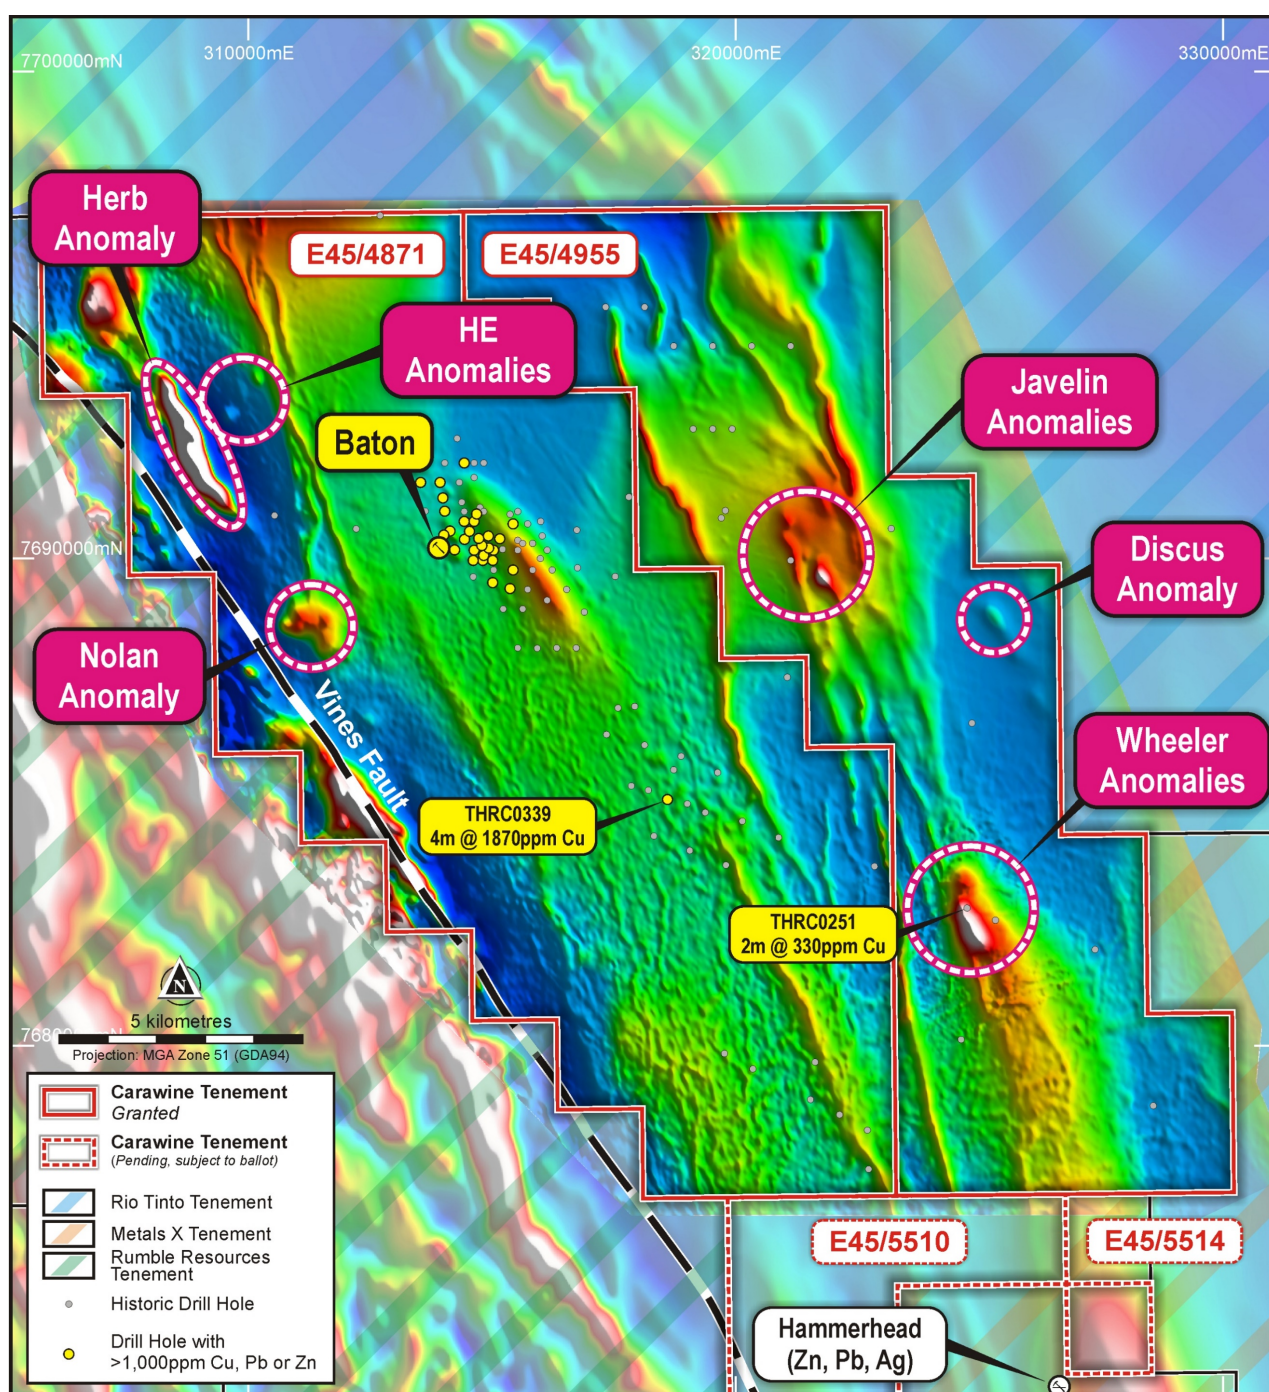 310000mE
320000mE
330000mE
7700000mN
Herb
Anomaly
E45/4871
E45/4955
HE
Anomalies
Javelin
Anomalies
Baton
7690000mN
Discus
Anomaly
Nolan
Anomaly
Vines Fault
Wheeler
Anomalies
THRC0339
4m @ 1870ppm Cu
THRC0251
2m @ 330ppm Cu
N
5 kilometres
Projection: MGA Zone 51 (GDA94)
Carawine Tenement
Granted
Carawine Tenement
(Pending, subject to ballot)
Rio Tinto Tenement
Metals X Tenement
Rumble Resources
Tenement
Historic Drill Hole
Drill Hole with
>1,000ppm Cu, Pb or Zn
E45/5510
E45/5514
Hammerhead
(Zn, Pb, Ag)